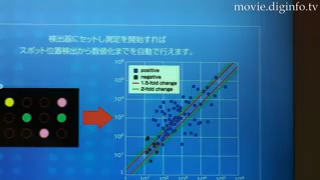 movie.diginfo.tv
検出器にセットし測定を開始すれば
スポット位置検出から数値化までを自動で行えます。
positive
negative
1.5-fold change
2-fold change
1